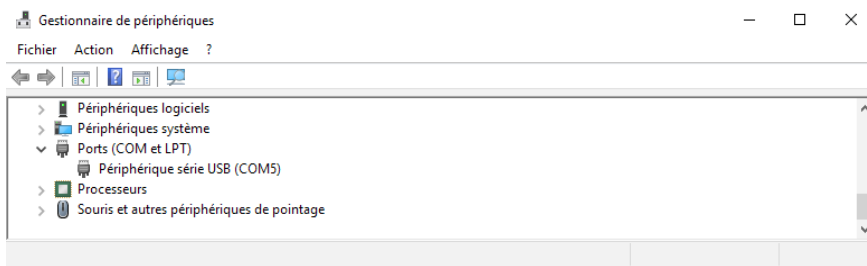 Gestionnaire de périphériques
Fichier Action Affichage ?
Périphériques logiciels
Périphériques système
Ports (COM et LPT)
Périphérique série USB (COM5)
Processeurs
Souris et autres périphériques de pointage